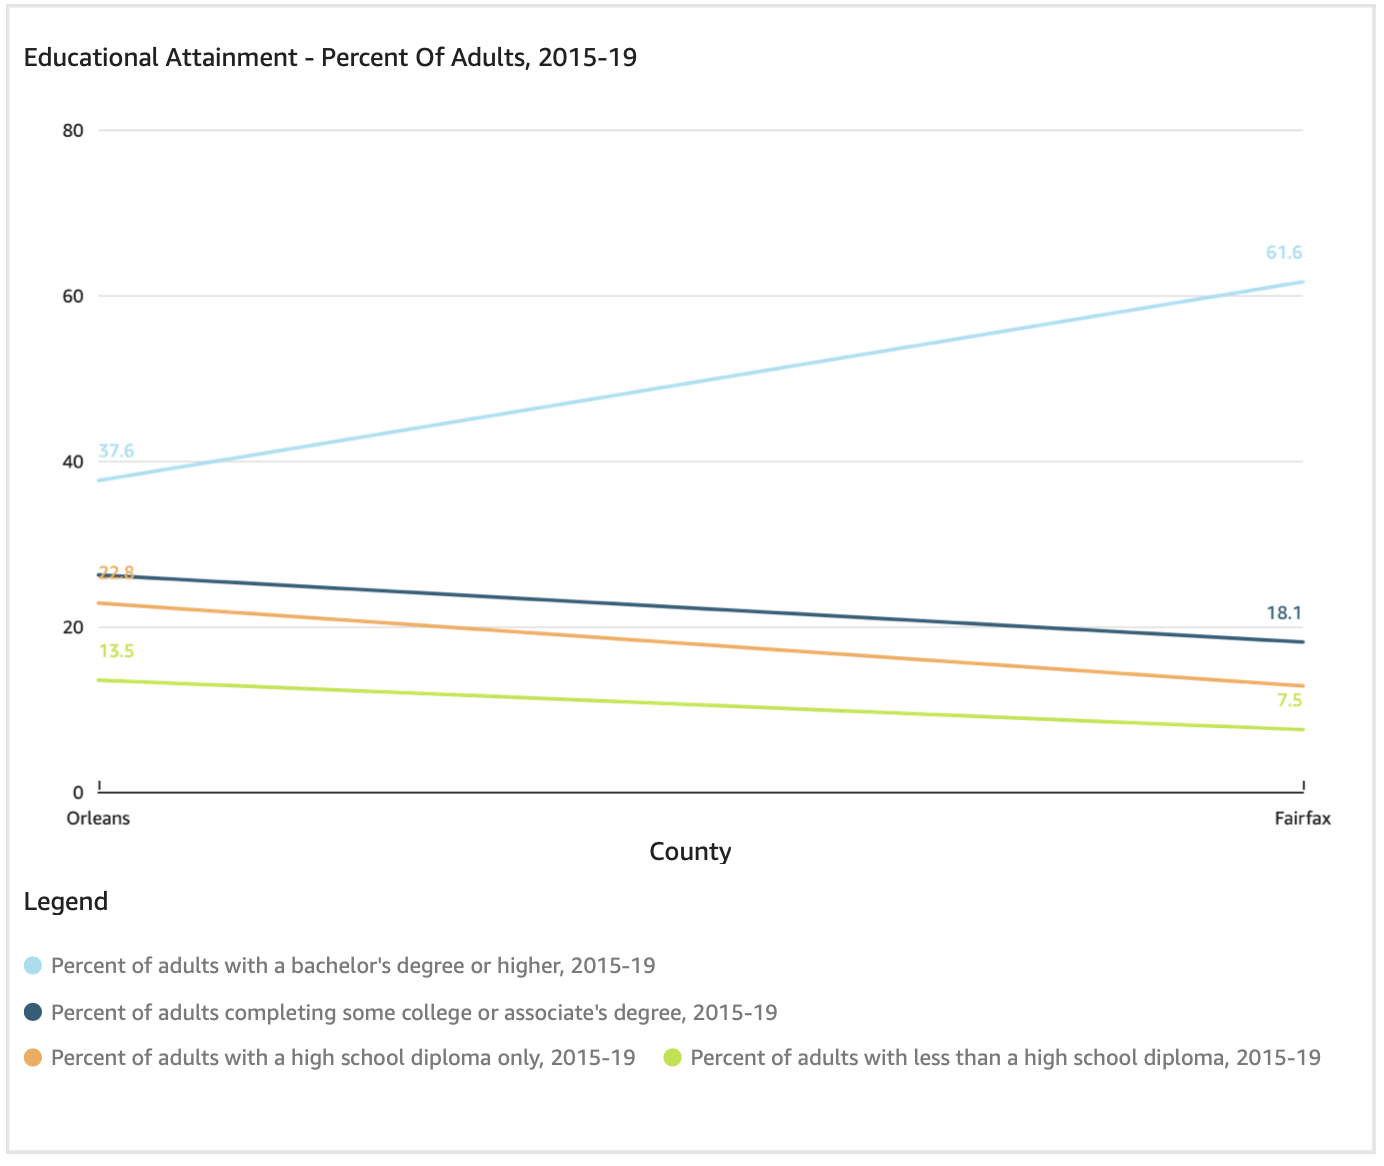 Educational Attainment - Percent Of Adults, 2015-19
80
61.6
60
37.6
40
22.8
18.1
20
13.5
7.5
0
Orleans Fairfax
County
Legend
Percent of adults with a bachelor's degree or higher, 2015-19
Percent of adults completing some college or associate's degree, 2015-19
Percent of adults with a high school diploma only, 2015-19 Percent of adults with less than a high school diploma, 2015-19